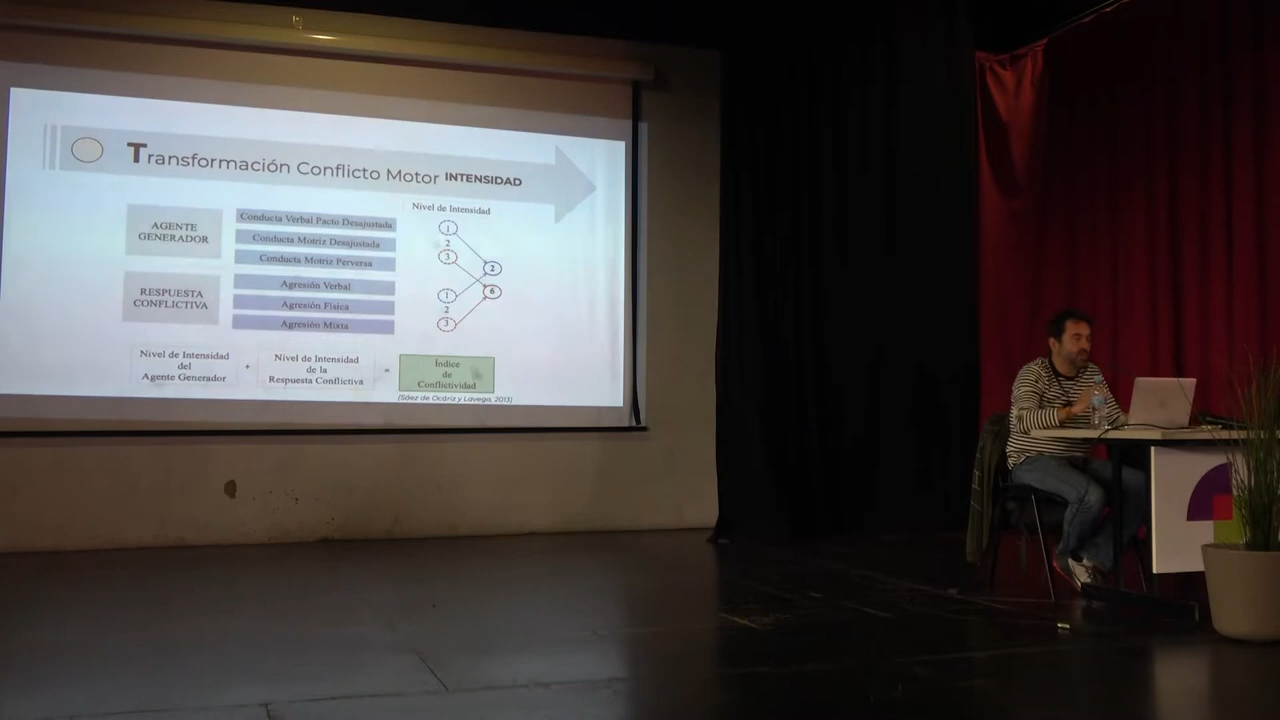 Transformación Conflicto Motor INTENSIDAD
Nivel de Intensidad
AGENTE
GENERADOR
Conducta Verbal Pacto Desajustada
Conducta Motriz Desajustada
Conducta Motriz Perversa
1
2
3
2
RESPUESTA
CONFLICTIVA
Agresión Verbal
Agresión Física
Agresión Mixta
1
2
3
6
Nivel de Intensidad
del
Agente Generador
+
Nivel de Intensidad
de la
Respuesta Conflictiva
=
Índice
de
Conflictividad
(Sáez de Ocáriz y Lavega, 2013)